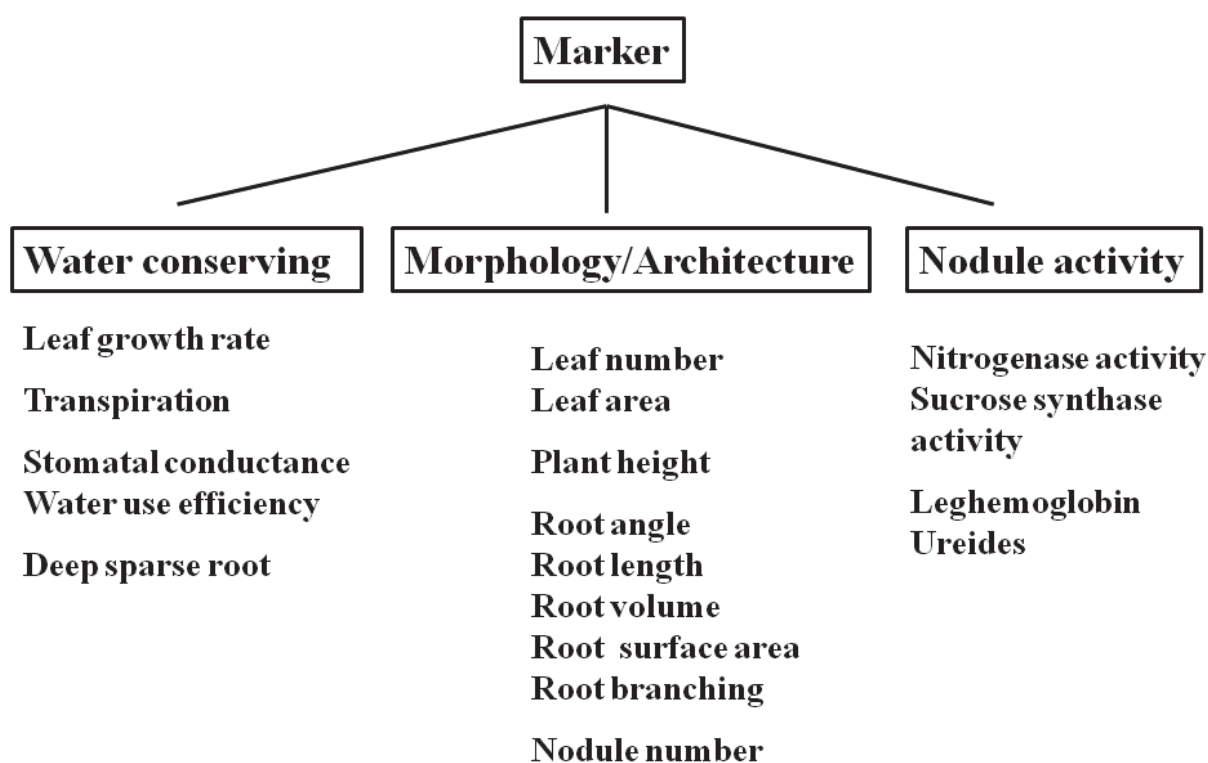 Marker
Water conserving
Leaf growth rate
Transpiration
Stomatal conductance
Water use efficiency
Deep sparse root
Morphology/Architecture
Leaf number
Leaf area
Plant height
Root angle
Root length
Root volume
Root surface area
Root branching
Nodule number
Nodule activity
Nitrogenase activity
Sucrose synthase
activity
Leghemoglobin
Ureides